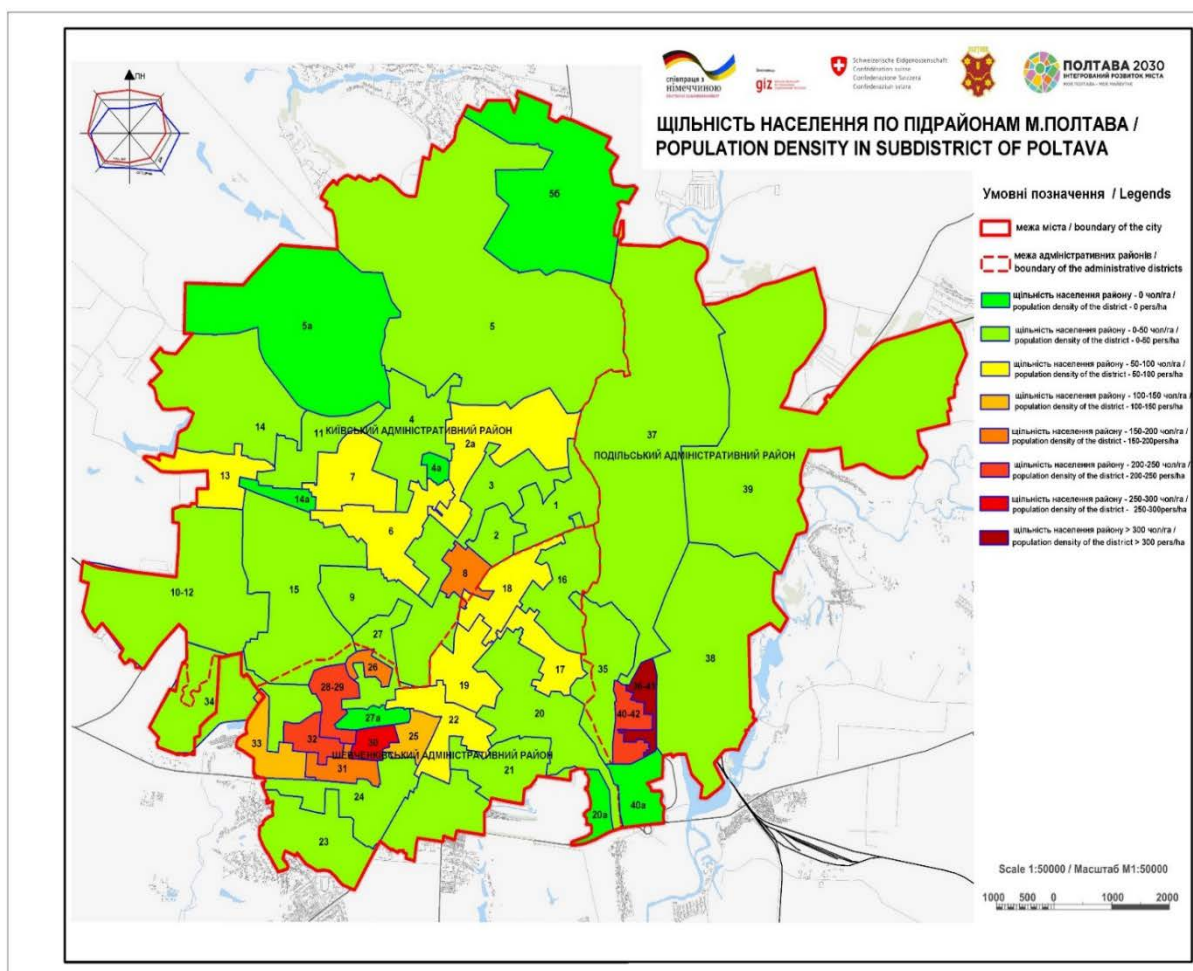 ПН
співпраця з
НІМЕЧЧИНОЮ
giz
Schweizerische Eidgenossenschaft
Confédération suisse
Confederazione Svizzera
Confederaziun svizra
ПОЛТАВА 2030
ІНТЕГРОВАНИЙ РОЗВИТОК МІСТА
ЩІЛЬНІСТЬ НАСЕЛЕННЯ ПО ПІДРАЙОНАМ М.ПОЛТАВА /
POPULATION DENSITY IN SUBDISTRICT OF POLTAVA
Умовні позначення / Legends
межа міста / boundary of the city
межа адміністративних районів /
boundary of the administrative districts
щільність населення району - 0 чол/га /
population density of the district - 0 pers/ha
щільність населення району - 0-50 чол/га /
population density of the district - 0-50 pers/ha
щільність населення району - 50-100 чол/га /
population density of the district - 50-100 pers/ha
щільність населення району - 100-150 чол/га /
population density of the district - 100-150 pers/ha
щільність населення району - 150-200 чол/га /
population density of the district - 150-200pers/ha
щільність населення району - 200-250 чол/га /
population density of the district - 200-250 pers/ha
щільність населення району - 250-300 чол/га /
population density of the district - 250-300pers/ha
щільність населення району > 300 чол/га /
population density of the district > 300 pers/ha
5б
5а
5
14
11
4
КИЇВСЬКИЙ АДМІНІСТРАТИВНИЙ РАЙОН
2а
37
ПОДІЛЬСЬКИЙ АДМІНІСТРАТИВНИЙ РАЙОН
13
7
4а
3
39
14а
1
6
2
8
16
10-12
15
9
18
27
35
38
26
17
28-29
34
19
40-42
27а
20
22
33
32
30
25
ШЕВЧЕНКІВСЬКИЙ АДМІНІСТРАТИВНИЙ РАЙОН
31
21
24
20а
40а
23
Scale 1:50000 / Масштаб М1:50000
1000 500 0 1000 2000